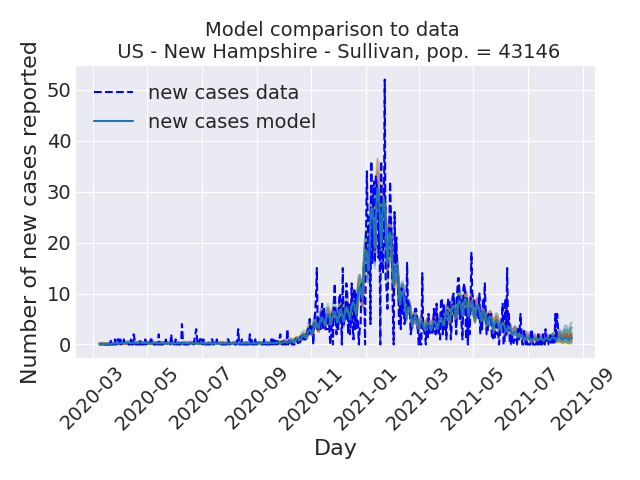 Model comparison to data
US - New Hampshire - Sullivan, pop. = 43146
Number of new cases reported
50
40
30
20
10
0
new cases data
new cases model
2020-03
2020-05
2020-07
2020-09
2020-11
2021-01
2021-03
2021-05
2021-07
2021-09
Day